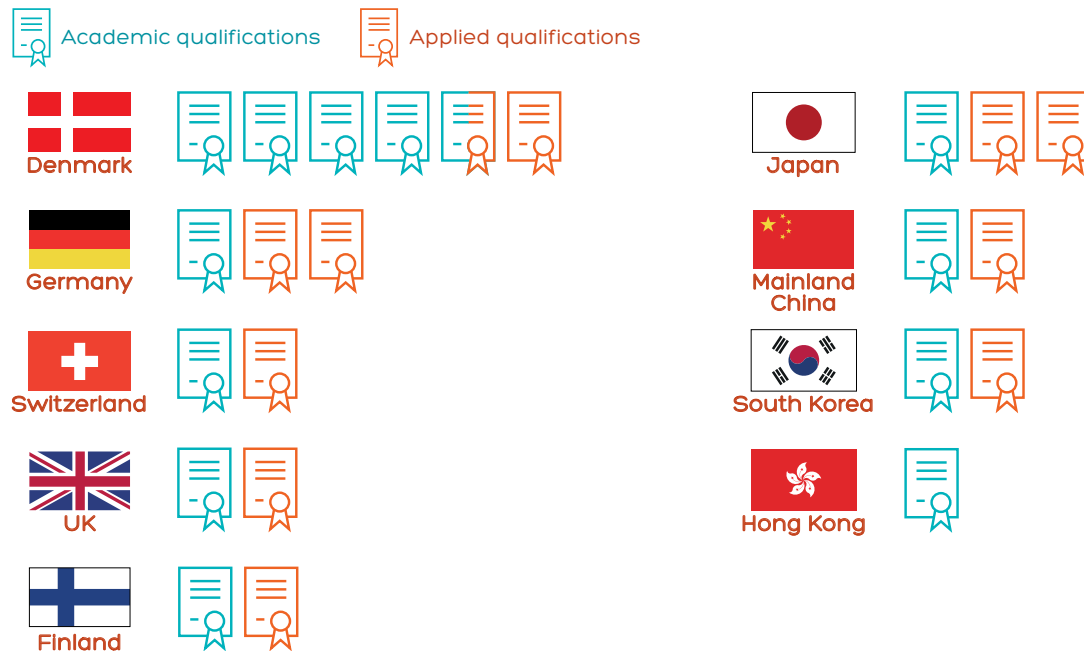 Academic qualifications
Applied qualifications
Denmark
Germany
Switzerland
UK
Finland
Japan
Mainland
China
South Korea
Hong Kong